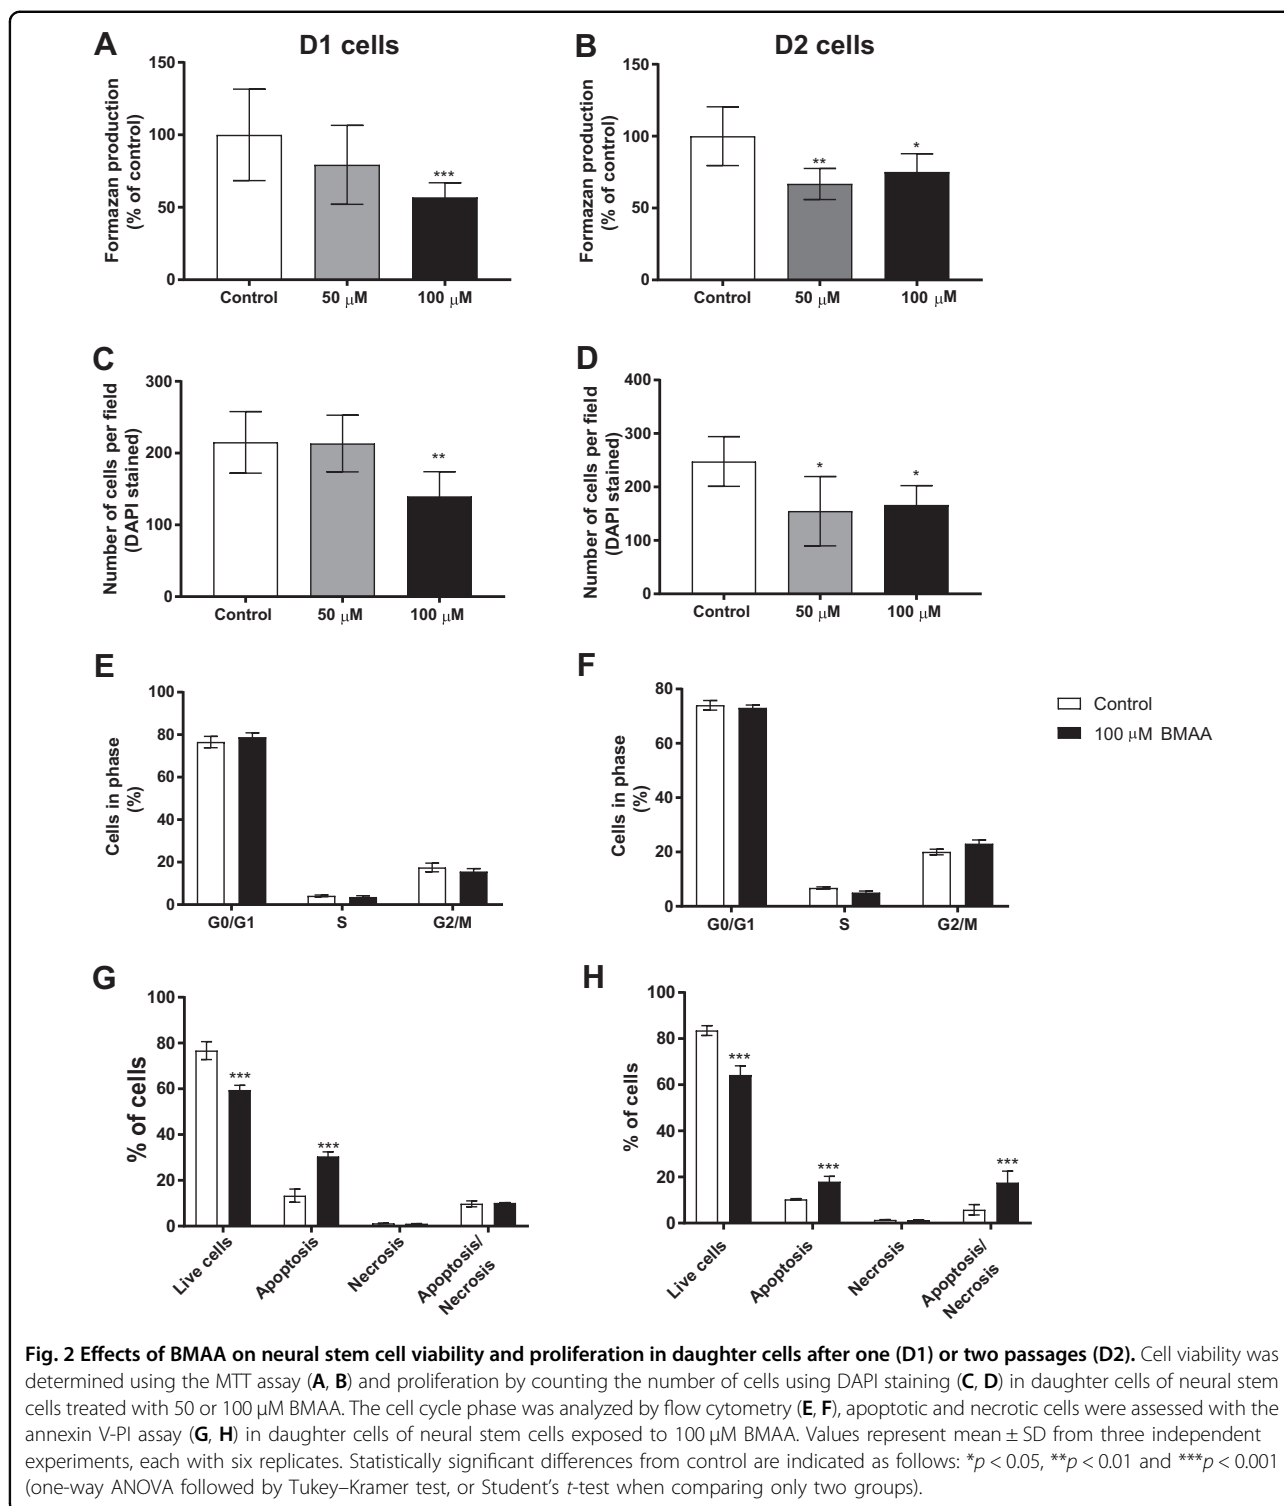 A
D1 cells
B
D2 cells
Formazan production
(% of control)
150
100
50
0
***
Control
50 μM
100 μM
Formazan production
(% of control)
150
100
50
0
**
*
Control
50 μM
100 μM
C
Number of cells per field
(DAPI stained)
300
200
100
0
**
Control
50 μM
100 μM
D
Number of cells per field
(DAPI stained)
400
300
200
100
0
*
*
Control
50 μM
100 μM
E
Cells in phase
(%)
100
80
60
40
20
0
G0/G1
S
G2/M
F
Cells in phase
(%)
80
60
40
20
0
G0/G1
S
G2/M
Control
100 μM BMAA
G
% of cells
100
80
60
40
20
0
***
***
Live cells
Apoptosis
Necrosis
Apoptosis/
Necrosis
H
% of cells
100
80
60
40
20
0
***
***
***
Live cells
Apoptosis
Necrosis
Apoptosis/
Necrosis
Fig. 2 Effects of BMAA on neural stem cell viability and proliferation in daughter cells after one (D1) or two passages (D2). Cell viability was
determined using the MTT assay (A, B) and proliferation by counting the number of cells using DAPI staining (C, D) in daughter cells of neural stem
cells treated with 50 or 100 μM BMAA. The cell cycle phase was analyzed by flow cytometry (E, F), apoptotic and necrotic cells were assessed with the
annexin V-PI assay (G, H) in daughter cells of neural stem cells exposed to 100 μM BMAA. Values represent mean ± SD from three independent
experiments, each with six replicates. Statistically significant differences from control are indicated as follows: *p < 0.05, **p < 0.01 and ***p < 0.001
(one-way ANOVA followed by Tukey–Kramer test, or Student's t-test when comparing only two groups).